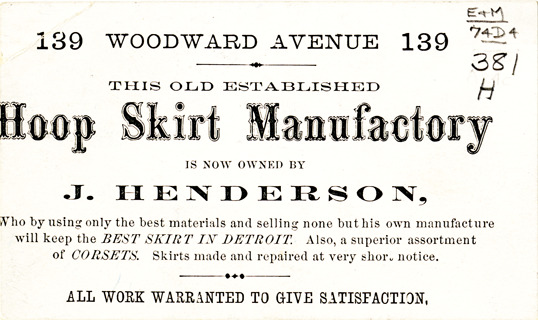 139 WOODWARD AVENUE 139
E+M
74D4
381
H
THIS OLD ESTABLISHED
Hoop Skirt Manufactory
IS NOW OWNED BY
J. HENDERSON,
Who by using only the best materials and selling none but his own manufacture
will keep the BEST SKIRT IN DETROIT. Also, a superior assortment
of CORSETS. Skirts made and repaired at very shor. notice.
ALL WORK WARRANTED TO GIVE SATISFACTION,